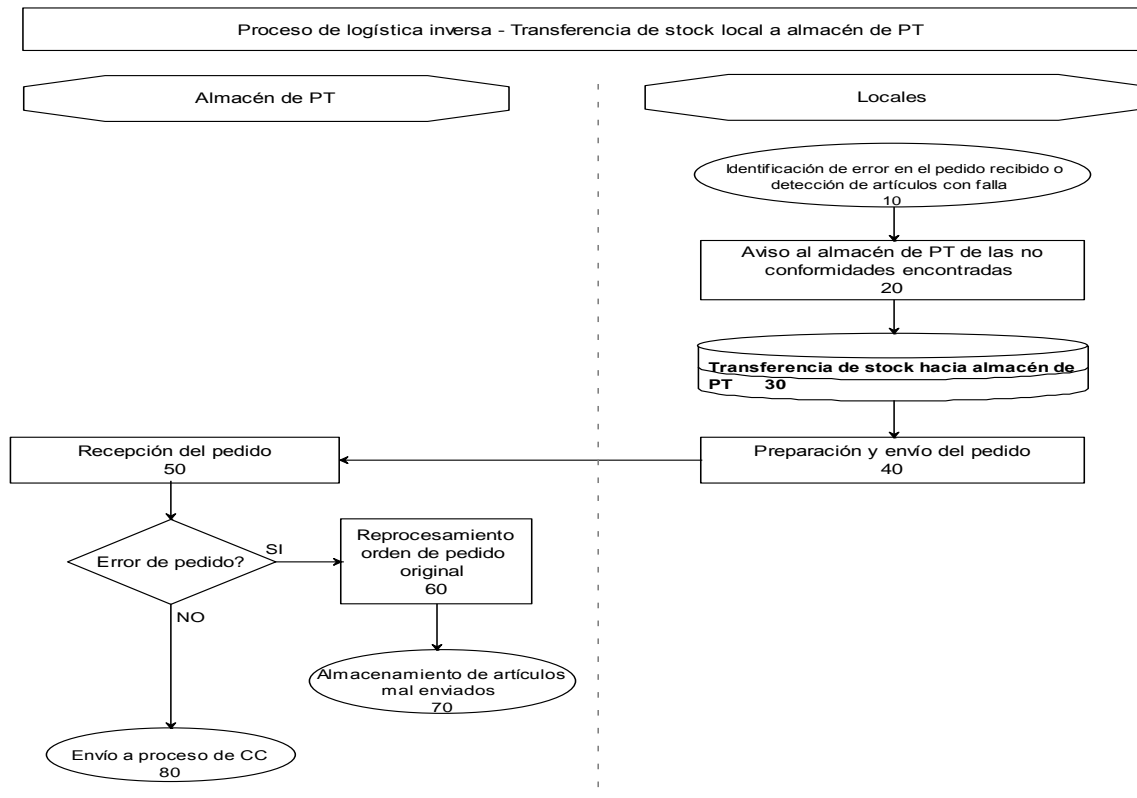 Proceso de logística inversa - Transferencia de stock local a almacén de PT
Almacén de PT
Locales
Identificación de error en el pedido recibido o
detección de artículos con falla
10
Aviso al almacén de PT de las no
conformidades encontradas
20
Transferencia de stock hacia almacén de
PT 30
Preparación y envío del pedido
40
Recepción del pedido
50
Error de pedido?
SI
NO
Reprocesamiento
orden de pedido
original
60
Almacenamiento de artículos
mal enviados
70
Envío a proceso de CC
80